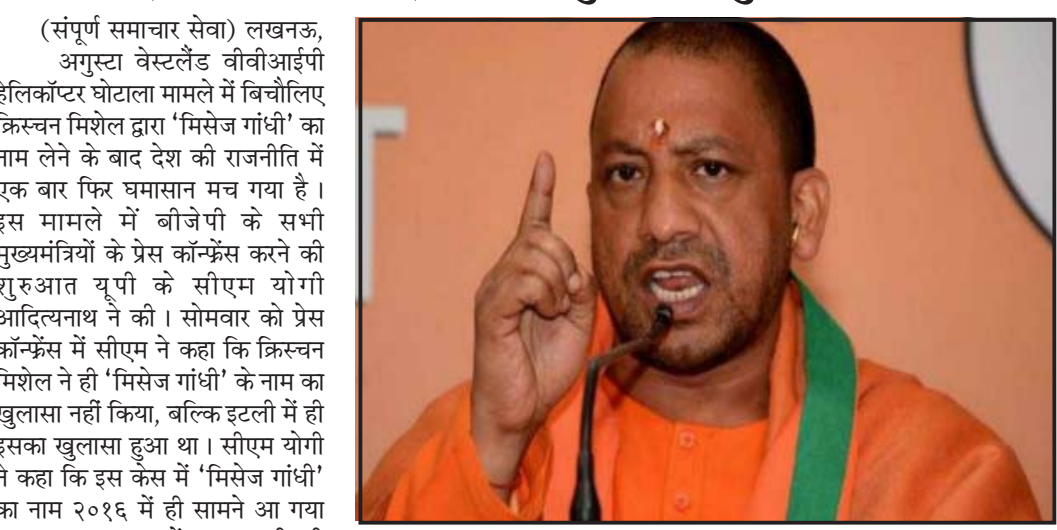 (संपूर्ण समाचार सेवा) लखनऊ,
अगुस्टा वेस्टलैंड वीवीआईपी
हेलिकॉप्टर घोटाला मामले में बिचौलिए
क्रिस्चन मिशेल द्वारा ‘मिसेज गांधी’ का
नाम लेने के बाद देश की राजनीति में
एक बार फिर घमासान मच गया है ।
इस मामले में बीजेपी के सभी
मुख्यमंत्रियों के प्रेस कॉन्फ्रेंस करने की
शुरुआत यूपी के सीएम योगी
आदित्यनाथ ने की । सोमवार को प्रेस
कॉन्फ्रेंस में सीएम ने कहा कि क्रिस्चन
मिशेल ने ही ‘मिसेज गांधी’ के नाम का
खुलासा नहीं किया, बल्कि इटली में ही
इसका खुलासा हुआ था । सीएम योगी
ने कहा कि इस केस में ‘मिसेज गांधी’
का नाम २०१६ में ही सामने आ गया